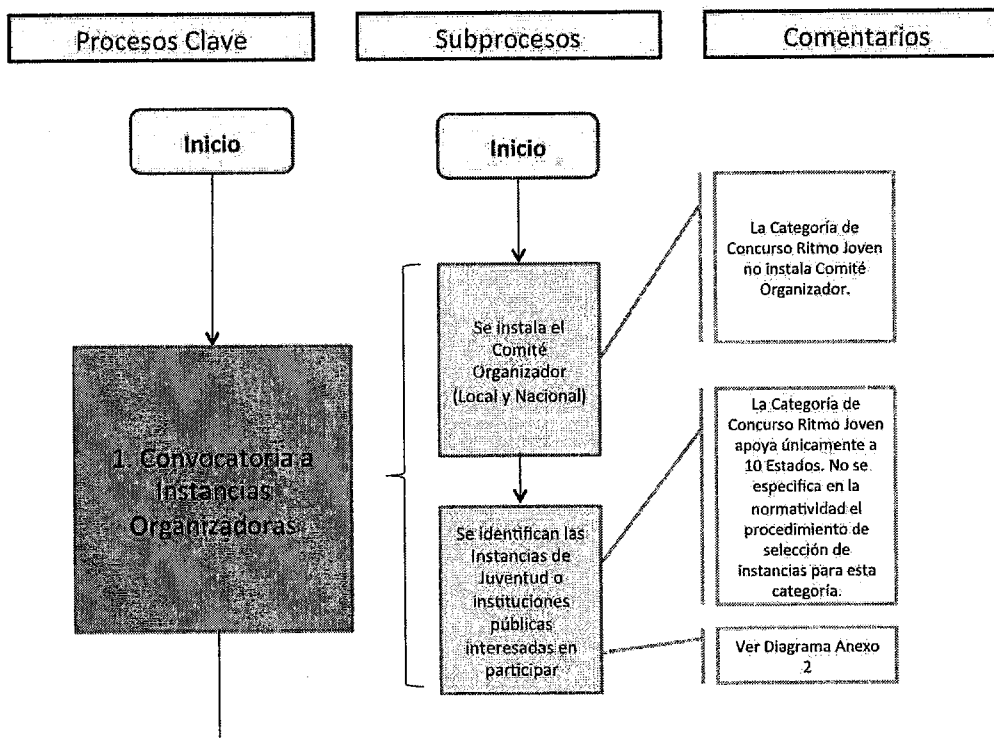 Procesos Clave
Subprocesos
Comentarios
Inicio
Inicio
1. Convocatoria a
Instancias
Organizadoras
Se instala el
Comité
Organizador
(Local y Nacional)
Se identifican las
Instancias de
Juventud o
instituciones
públicas
interesadas en
participar
La Categoría de
Concurso Ritmo Joven
no instala Comité
Organizador.
La Categoría de
Concurso Ritmo Joven
apoya únicamente a
10 Estados. No se
especifica en la
normatividad el
procedimiento de
selección de
instancias para esta
categoría.
Ver Diagrama Anexo
2